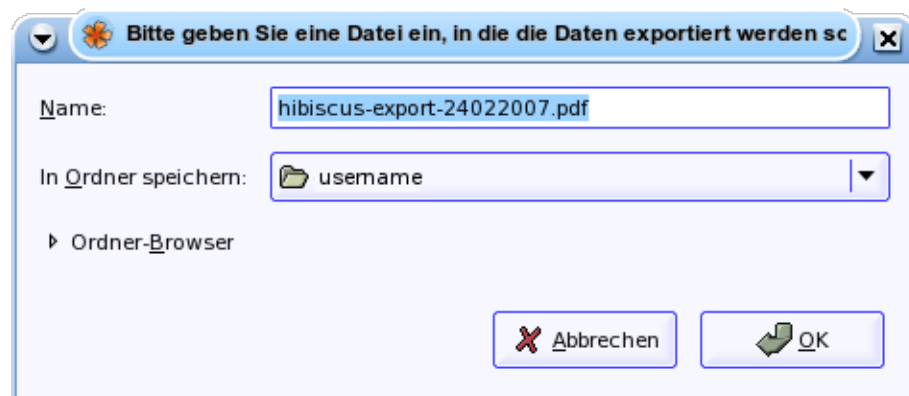 Bitte geben Sie eine Datei ein, in die die Daten exportiert werden sc
Name:
hibiscus-export-24022007.pdf
In Ordner speichern:
username
Ordner-Browser
Abbrechen
OK